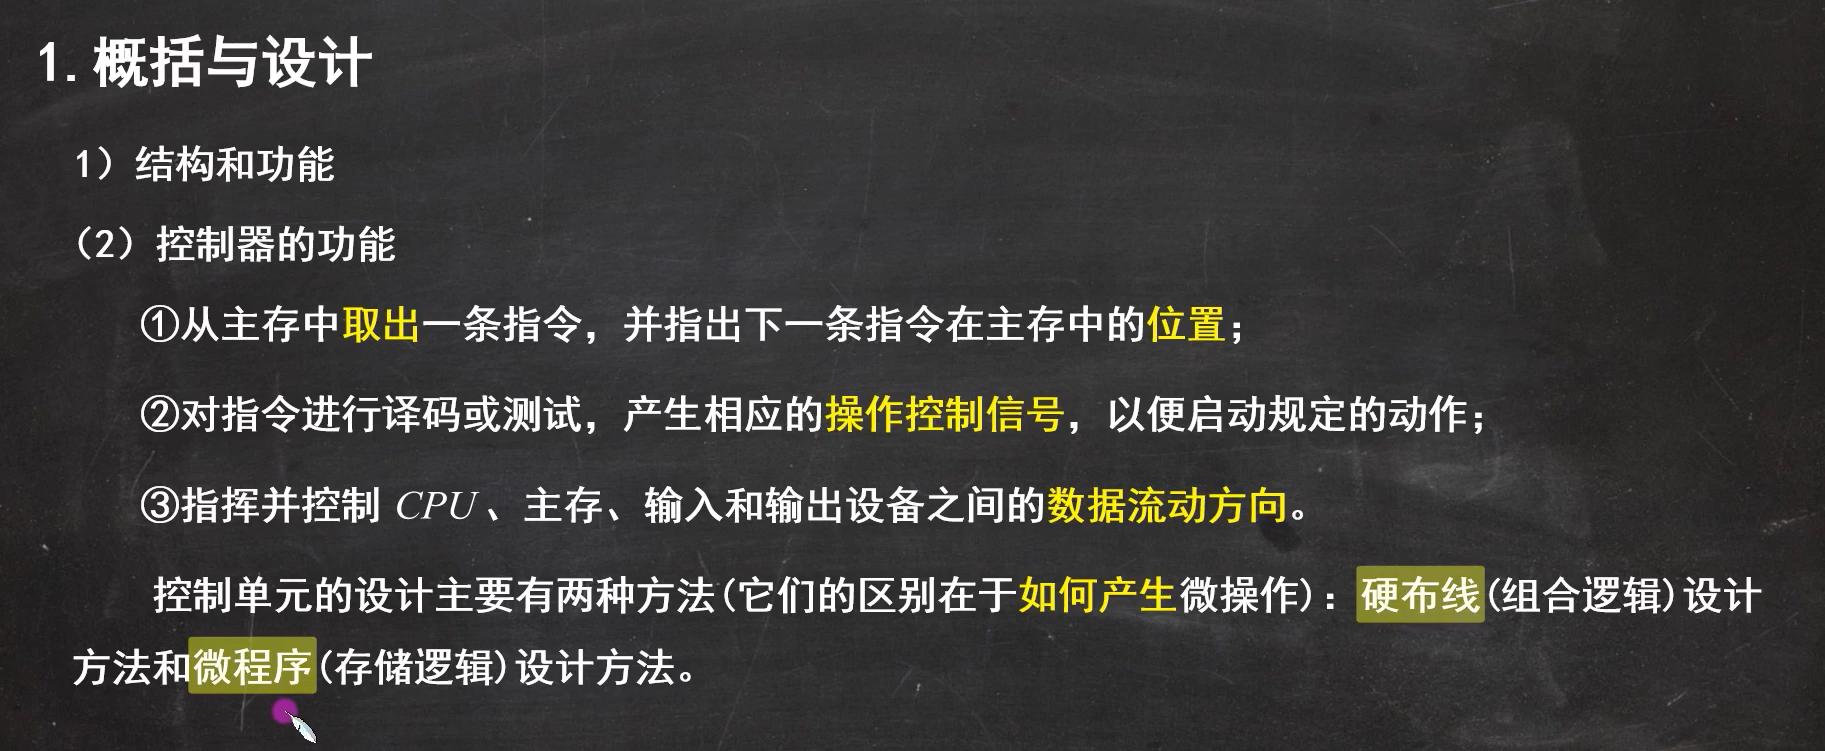 1.概括与设计
1）结构和功能
（2）控制器的功能
①从主存中取出一条指令，并指出下一条指令在主存中的位置；
②对指令进行译码或测试，产生相应的操作控制信号，以便启动规定的动作；
③指挥并控制 CPU 、主存、输入和输出设备之间的数据流动方向。
控制单元的设计主要有两种方法(它们的区别在于如何产生微操作)：硬布线(组合逻辑)设计
方法和微程序(存储逻辑)设计方法。